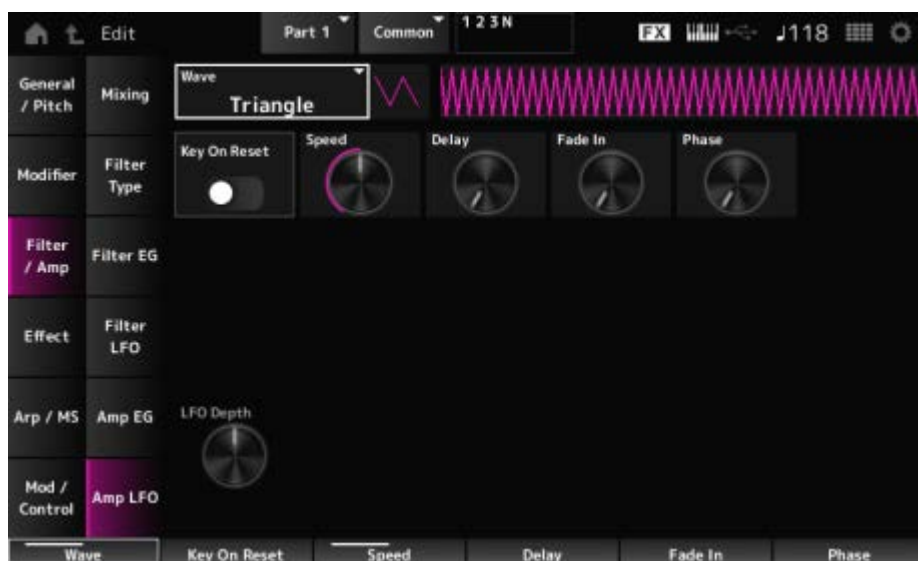 Edit
Part 1
Common
1 2 3 N
FX
♩118
General
/ Pitch
Mixing
Wave
Triangle
Modifier
Filter
Type
Key On Reset
Speed
Delay
Fade In
Phase
Filter
/ Amp
Filter EG
Effect
Filter
LFO
Arp / MS
Amp EG
LFO Depth
Mod /
Control
Amp LFO
Wave
Key On Reset
Speed
Delay
Fade In
Phase